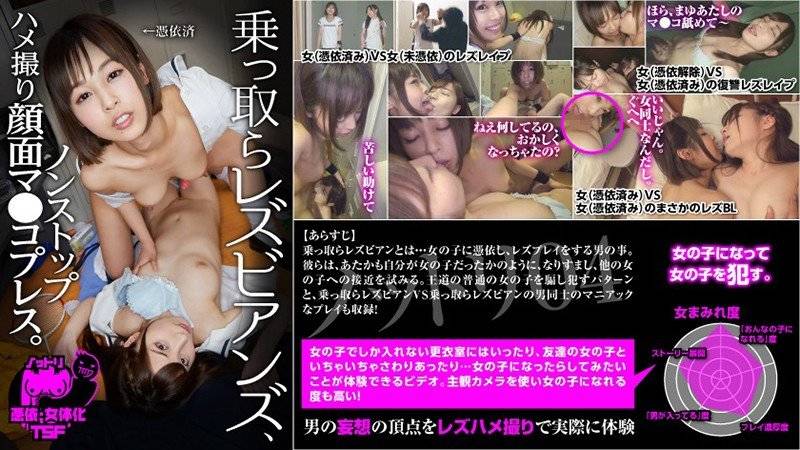 乗っ取らレズビアンズ、
ノンストップ
ハメ撮り顔面マ●コプレス。
←憑依済
ノットリ
憑依・女体化
"TSF"
女(憑依済み)VS女(未憑依)のレズレイプ
苦しい助けて
ねえ何してるの、
おかしく
なっちゃたの?
ほら、まゆあたしの
マ●コ舐めて〜
女(憑依解除)VS
女(憑依済み)の復讐レズレイプ
いいじゃん。
女同士なんだし
ぐへへ
女(憑依済み)VS
女(憑依済み)のまさかのレズBL
【あらすじ】
乗っ取らレズビアンとは…女の子に憑依し、レズプレイをする男の事。
彼らは、あたかも自分が女の子だったかのように、なりすまし、他の女
の子への接近を試みる。王道の普通の女の子を騙し犯すパターン
と、乗っ取らレズビアンVS乗っ取らレズビアンの男同士のマニアック
なプレイも収録!
女の子でしか入れない更衣室にはいったり、友達の女の子と
いちゃいちゃさわりあったり…女の子になったらしてみたい
ことが体験できるビデオ。主観カメラを使い女の子になれる
度も高い!
男の妄想の頂点をレズハメ撮りで実際に体験
女の子になって
女の子を犯す。
女まみれ度
「おんなの子に
なれる」度
ストーリー展開
「男が入ってる」度
プレイ濃厚度